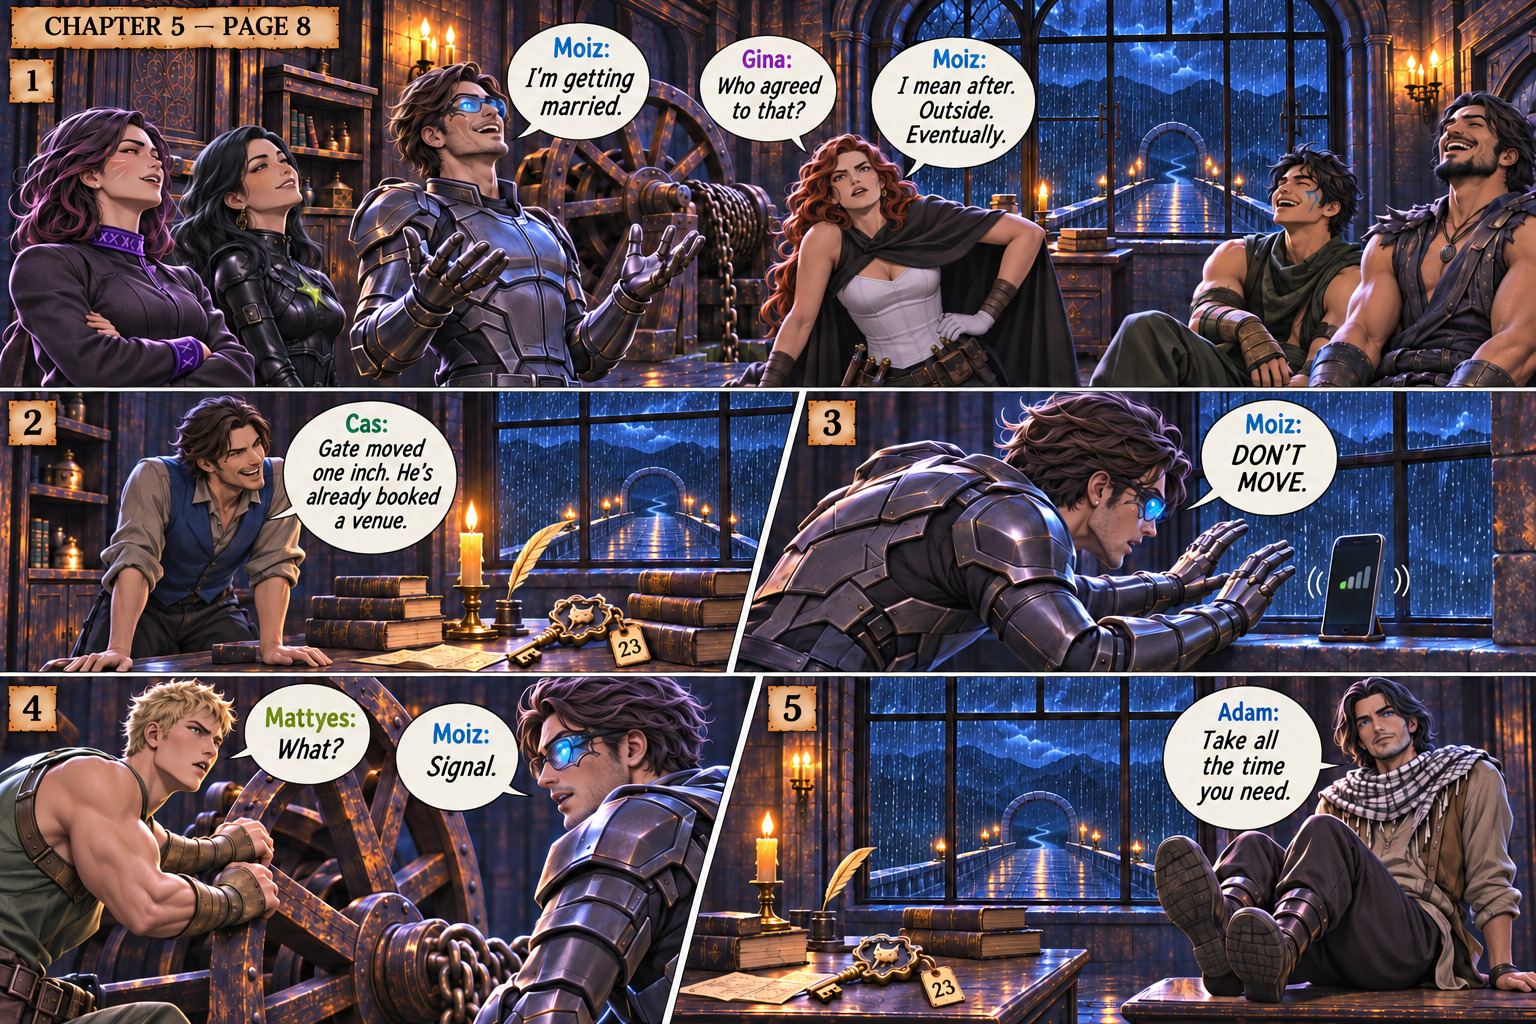 CHAPTER 5 — PAGE 8
1
Moiz:
I'm getting
married.
Gina:
Who agreed
to that?
Moiz:
I mean after.
Outside.
Eventually.
2
Cas:
Gate moved
one inch. He's
already booked
a venue.
23
3
Moiz:
DON'T
MOVE.
4
Mattyes:
What?
Moiz:
Signal.
5
Adam:
Take all
the time
you need.
23